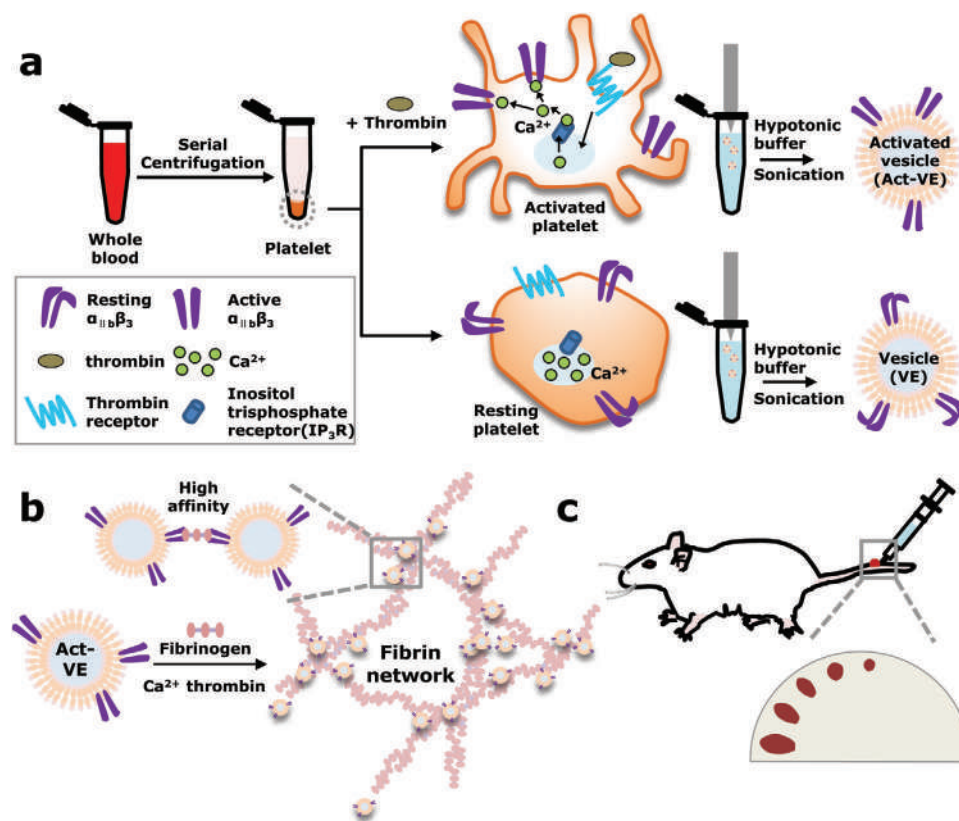 a
Whole
blood
Serial
Centrifugation
Platelet
+ Thrombin
Ca²⁺
Activated
platelet
Hypotonic
buffer
Sonication
Activated
vesicle
(Act-VE)
Resting
α||bβ₃
Active
α||bβ₃
thrombin
Ca²⁺
Thrombin
receptor
Inositol
trisphosphate
receptor(IP₃R)
Ca²⁺
Resting
platelet
Hypotonic
buffer
Sonication
Vesicle
(VE)
b
High
affinity
Act-
VE
Fibrinogen
Ca²⁺ thrombin
Fibrin
network
c